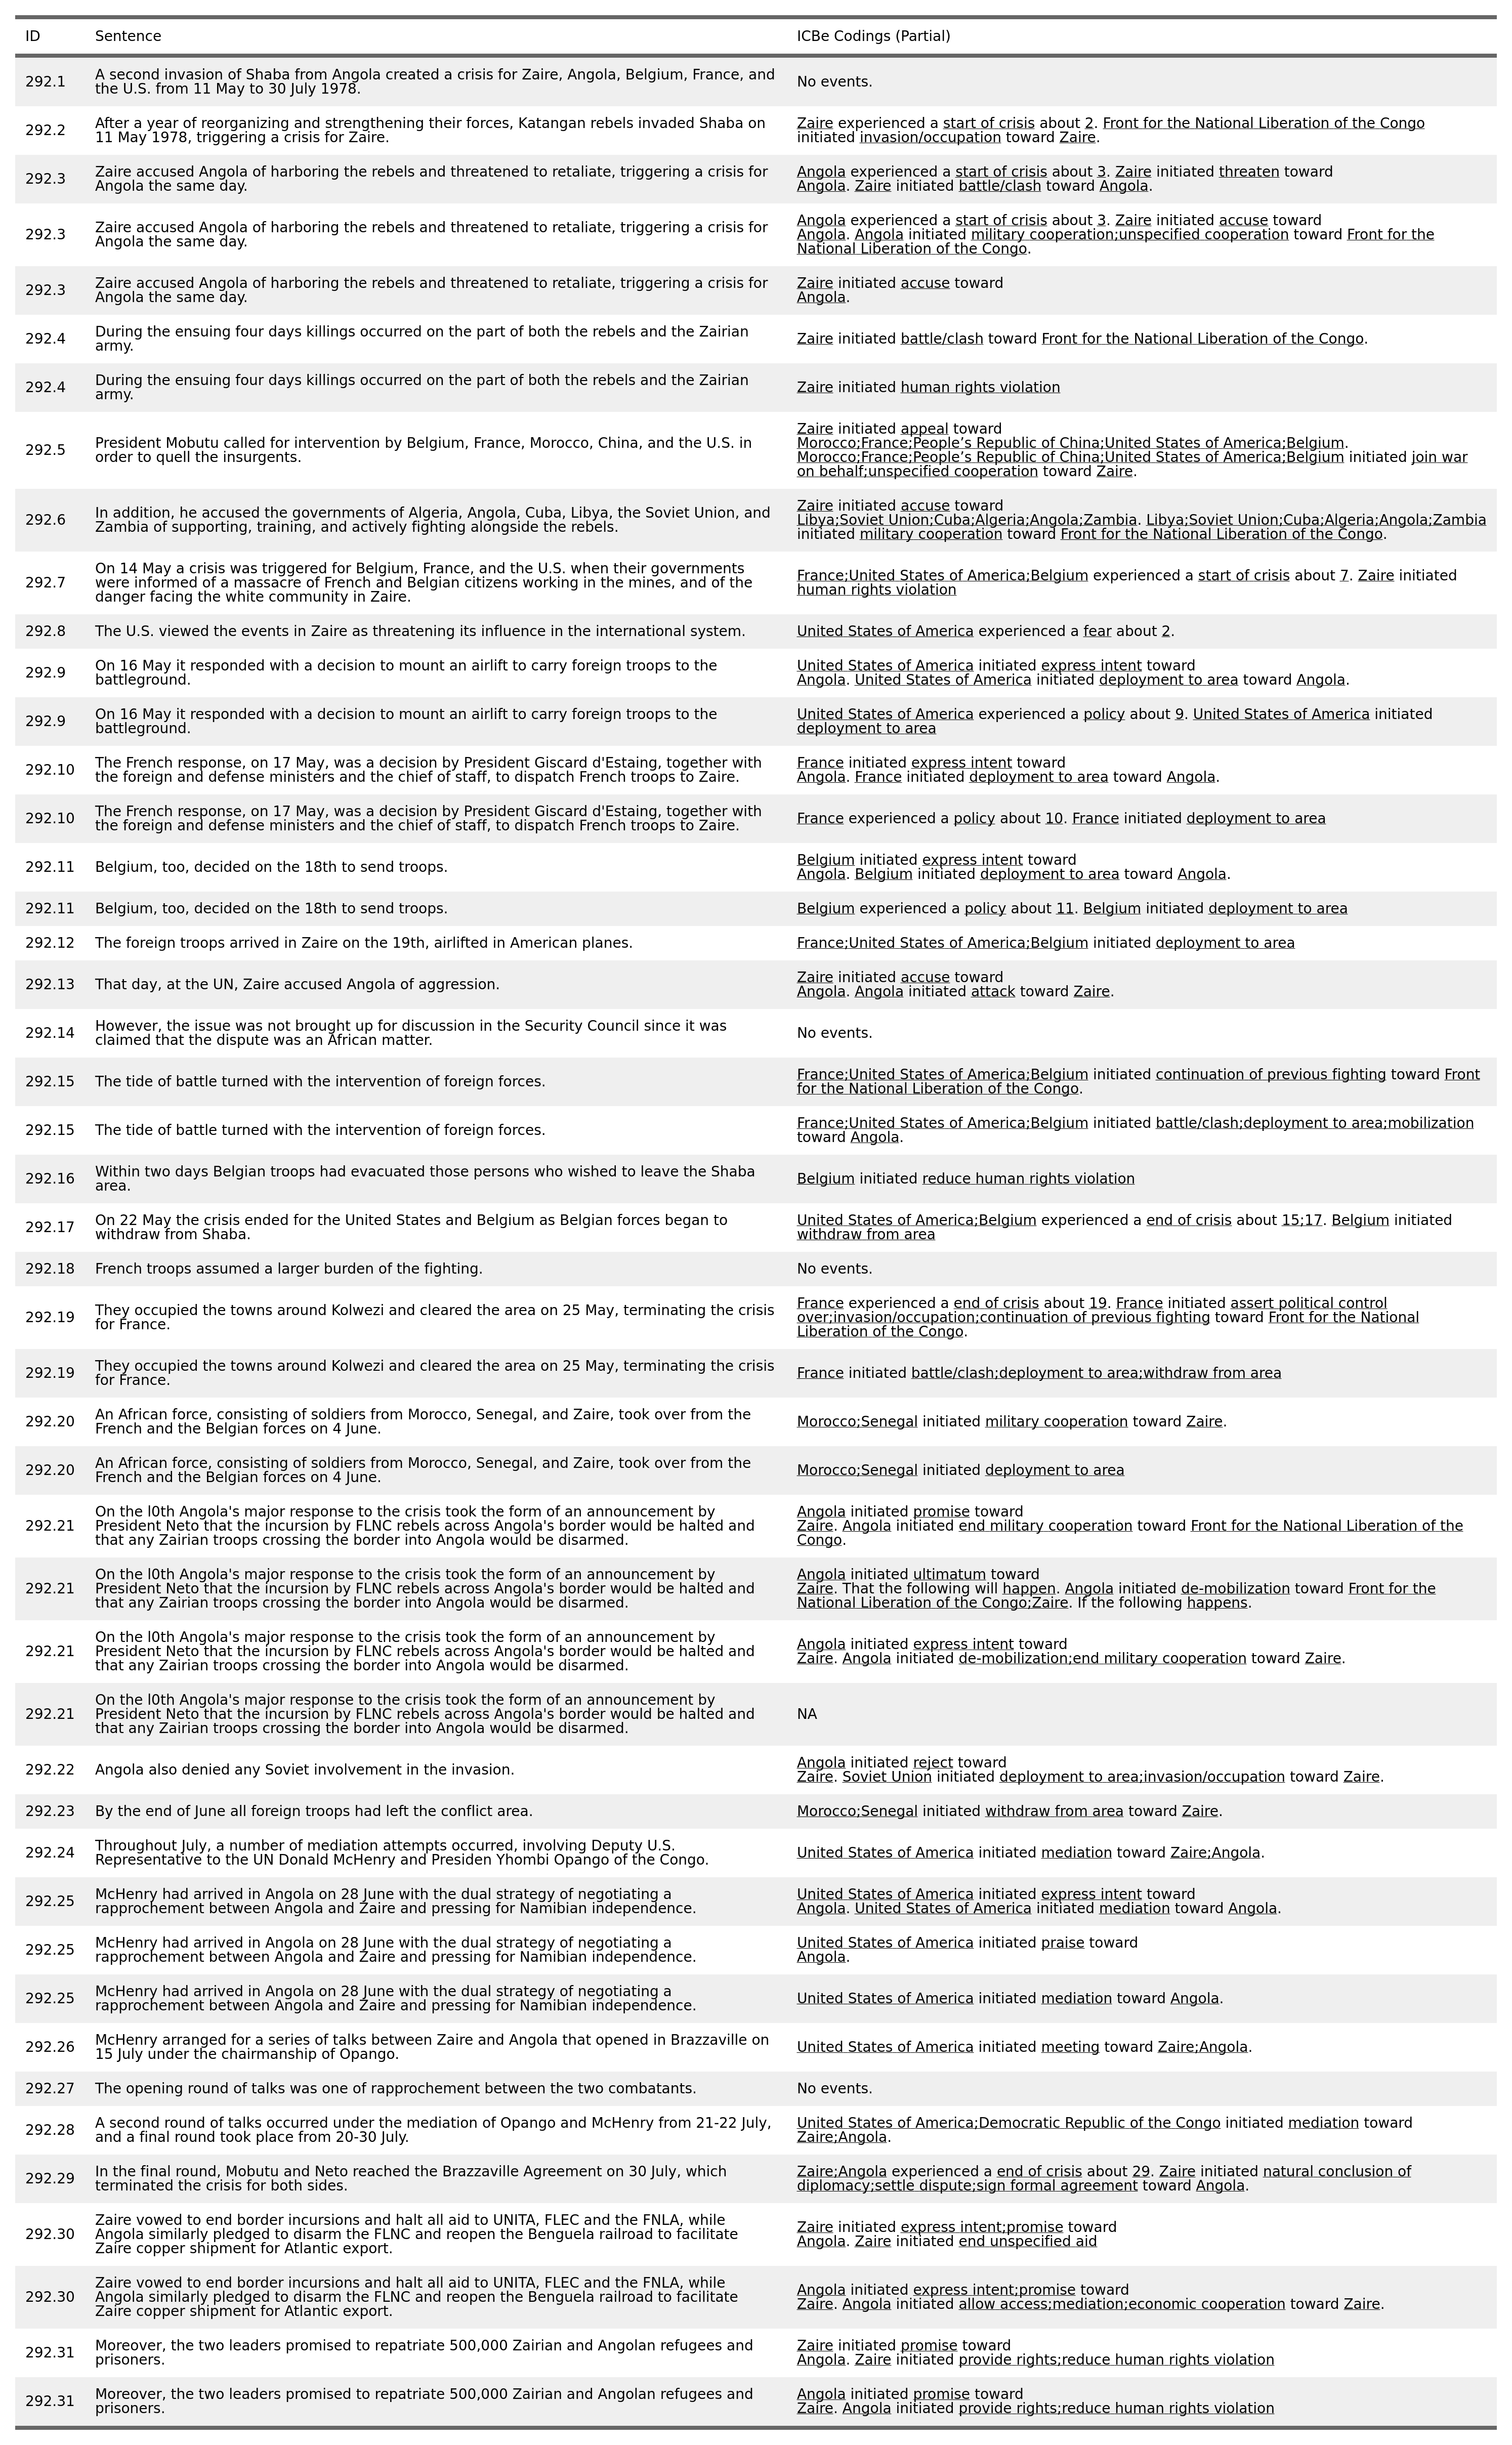 ID Sentence ICBe Codings (Partial)
292.1 A second invasion of Shaba from Angola created a crisis for Zaire, Angola, Belgium, France, and
the U.S. from 11 May to 30 July 1978.
No events.
292.2 After a year of reorganizing and strengthening their forces, Katangan rebels invaded Shaba on
11 May 1978, triggering a crisis for Zaire.
Zaire experienced a start of crisis about 2. Front for the National Liberation of the Congo
initiated invasion/occupation toward Zaire.
292.3 Zaire accused Angola of harboring the rebels and threatened to retaliate, triggering a crisis for
Angola the same day.
Angola experienced a start of crisis about 3. Zaire initiated threaten toward
Angola. Zaire initiated battle/clash toward Angola.
292.3 Zaire accused Angola of harboring the rebels and threatened to retaliate, triggering a crisis for
Angola the same day.
Angola experienced a start of crisis about 3. Zaire initiated accuse toward
Angola. Angola initiated military cooperation;unspecified cooperation toward Front for the
National Liberation of the Congo.
292.3 Zaire accused Angola of harboring the rebels and threatened to retaliate, triggering a crisis for
Angola the same day.
Zaire initiated accuse toward
Angola.
292.4 During the ensuing four days killings occurred on the part of both the rebels and the Zairian
army.
Zaire initiated battle/clash toward Front for the National Liberation of the Congo.
292.4 During the ensuing four days killings occurred on the part of both the rebels and the Zairian
army.
Zaire initiated human rights violation
292.5 President Mobutu called for intervention by Belgium, France, Morocco, China, and the U.S. in
order to quell the insurgents.
Zaire initiated appeal toward
Morocco;France;People’s Republic of China;United States of America;Belgium.
Morocco;France;People’s Republic of China;United States of America;Belgium initiated join war
on behalf;unspecified cooperation toward Zaire.
292.6 In addition, he accused the governments of Algeria, Angola, Cuba, Libya, the Soviet Union, and
Zambia of supporting, training, and actively fighting alongside the rebels.
Zaire initiated accuse toward
Libya;Soviet Union;Cuba;Algeria;Angola;Zambia. Libya;Soviet Union;Cuba;Algeria;Angola;Zambia
initiated military cooperation toward Front for the National Liberation of the Congo.
292.7 On 14 May a crisis was triggered for Belgium, France, and the U.S. when their governments
were informed of a massacre of French and Belgian citizens working in the mines, and of the
danger facing the white community in Zaire.
France;United States of America;Belgium experienced a start of crisis about 7. Zaire initiated
human rights violation
292.8 The U.S. viewed the events in Zaire as threatening its influence in the international system.
United States of America experienced a fear about 2.
292.9 On 16 May it responded with a decision to mount an airlift to carry foreign troops to the
battleground.
United States of America initiated express intent toward
Angola. United States of America initiated deployment to area toward Angola.
292.9 On 16 May it responded with a decision to mount an airlift to carry foreign troops to the
battleground.
United States of America experienced a policy about 9. United States of America initiated
deployment to area
292.10 The French response, on 17 May, was a decision by President Giscard d'Estaing, together with
the foreign and defense ministers and the chief of staff, to dispatch French troops to Zaire.
France initiated express intent toward
Angola. France initiated deployment to area toward Angola.
292.10 The French response, on 17 May, was a decision by President Giscard d'Estaing, together with
the foreign and defense ministers and the chief of staff, to dispatch French troops to Zaire.
France experienced a policy about 10. France initiated deployment to area
292.11 Belgium, too, decided on the 18th to send troops.
Belgium initiated express intent toward
Angola. Belgium initiated deployment to area toward Angola.
292.11 Belgium, too, decided on the 18th to send troops.
Belgium experienced a policy about 11. Belgium initiated deployment to area
292.12 The foreign troops arrived in Zaire on the 19th, airlifted in American planes.
France;United States of America;Belgium initiated deployment to area
292.13 That day, at the UN, Zaire accused Angola of aggression.
Zaire initiated accuse toward
Angola. Angola initiated attack toward Zaire.
292.14 However, the issue was not brought up for discussion in the Security Council since it was
claimed that the dispute was an African matter.
No events.
292.15 The tide of battle turned with the intervention of foreign forces.
France;United States of America;Belgium initiated continuation of previous fighting toward Front
for the National Liberation of the Congo.
292.15 The tide of battle turned with the intervention of foreign forces.
France;United States of America;Belgium initiated battle/clash;deployment to area;mobilization
toward Angola.
292.16 Within two days Belgian troops had evacuated those persons who wished to leave the Shaba
area.
Belgium initiated reduce human rights violation
292.17 On 22 May the crisis ended for the United States and Belgium as Belgian forces began to
withdraw from Shaba.
United States of America;Belgium experienced a end of crisis about 15;17. Belgium initiated
withdraw from area
292.18 French troops assumed a larger burden of the fighting.
No events.
292.19 They occupied the towns around Kolwezi and cleared the area on 25 May, terminating the crisis
for France.
France experienced a end of crisis about 19. France initiated assert political control
over;invasion/occupation;continuation of previous fighting toward Front for the National
Liberation of the Congo.
292.19 They occupied the towns around Kolwezi and cleared the area on 25 May, terminating the crisis
for France.
France initiated battle/clash;deployment to area;withdraw from area
292.20 An African force, consisting of soldiers from Morocco, Senegal, and Zaire, took over from the
French and the Belgian forces on 4 June.
Morocco;Senegal initiated military cooperation toward Zaire.
292.20 An African force, consisting of soldiers from Morocco, Senegal, and Zaire, took over from the
French and the Belgian forces on 4 June.
Morocco;Senegal initiated deployment to area
292.21 On the l0th Angola's major response to the crisis took the form of an announcement by
President Neto that the incursion by FLNC rebels across Angola's border would be halted and
that any Zairian troops crossing the border into Angola would be disarmed.
Angola initiated promise toward
Zaire. Angola initiated end military cooperation toward Front for the National Liberation of the
Congo.
292.21 On the l0th Angola's major response to the crisis took the form of an announcement by
President Neto that the incursion by FLNC rebels across Angola's border would be halted and
that any Zairian troops crossing the border into Angola would be disarmed.
Angola initiated ultimatum toward
Zaire. That the following will happen. Angola initiated de-mobilization toward Front for the
National Liberation of the Congo;Zaire. If the following happens.
292.21 On the l0th Angola's major response to the crisis took the form of an announcement by
President Neto that the incursion by FLNC rebels across Angola's border would be halted and
that any Zairian troops crossing the border into Angola would be disarmed.
Angola initiated express intent toward
Zaire. Angola initiated de-mobilization;end military cooperation toward Zaire.
292.21 On the l0th Angola's major response to the crisis took the form of an announcement by
President Neto that the incursion by FLNC rebels across Angola's border would be halted and
that any Zairian troops crossing the border into Angola would be disarmed.
NA
292.22 Angola also denied any Soviet involvement in the invasion.
Angola initiated reject toward
Zaire. Soviet Union initiated deployment to area;invasion/occupation toward Zaire.
292.23 By the end of June all foreign troops had left the conflict area.
Morocco;Senegal initiated withdraw from area toward Zaire.
292.24 Throughout July, a number of mediation attempts occurred, involving Deputy U.S.
Representative to the UN Donald McHenry and Presiden Yhombi Opango of the Congo.
United States of America initiated mediation toward Zaire;Angola.
292.25 McHenry had arrived in Angola on 28 June with the dual strategy of negotiating a
rapprochement between Angola and Zaire and pressing for Namibian independence.
United States of America initiated express intent toward
Angola. United States of America initiated mediation toward Angola.
292.25 McHenry had arrived in Angola on 28 June with the dual strategy of negotiating a
rapprochement between Angola and Zaire and pressing for Namibian independence.
United States of America initiated praise toward
Angola.
292.25 McHenry had arrived in Angola on 28 June with the dual strategy of negotiating a
rapprochement between Angola and Zaire and pressing for Namibian independence.
United States of America initiated mediation toward Angola.
292.26 McHenry arranged for a series of talks between Zaire and Angola that opened in Brazzaville on
15 July under the chairmanship of Opango.
United States of America initiated meeting toward Zaire;Angola.
292.27 The opening round of talks was one of rapprochement between the two combatants.
No events.
292.28 A second round of talks occurred under the mediation of Opango and McHenry from 21-22 July,
and a final round took place from 20-30 July.
United States of America;Democratic Republic of the Congo initiated mediation toward
Zaire;Angola.
292.29 In the final round, Mobutu and Neto reached the Brazzaville Agreement on 30 July, which
terminated the crisis for both sides.
Zaire;Angola experienced a end of crisis about 29. Zaire initiated natural conclusion of
diplomacy;settle dispute;sign formal agreement toward Angola.
292.30 Zaire vowed to end border incursions and halt all aid to UNITA, FLEC and the FNLA, while
Angola similarly pledged to disarm the FLNC and reopen the Benguela railroad to facilitate
Zaire copper shipment for Atlantic export.
Zaire initiated express intent;promise toward
Angola. Zaire initiated end unspecified aid
292.30 Zaire vowed to end border incursions and halt all aid to UNITA, FLEC and the FNLA, while
Angola similarly pledged to disarm the FLNC and reopen the Benguela railroad to facilitate
Zaire copper shipment for Atlantic export.
Angola initiated express intent;promise toward
Zaire. Angola initiated allow access;mediation;economic cooperation toward Zaire.
292.31 Moreover, the two leaders promised to repatriate 500,000 Zairian and Angolan refugees and
prisoners.
Zaire initiated promise toward
Angola. Zaire initiated provide rights;reduce human rights violation
292.31 Moreover, the two leaders promised to repatriate 500,000 Zairian and Angolan refugees and
prisoners.
Angola initiated promise toward
Zaire. Angola initiated provide rights;reduce human rights violation